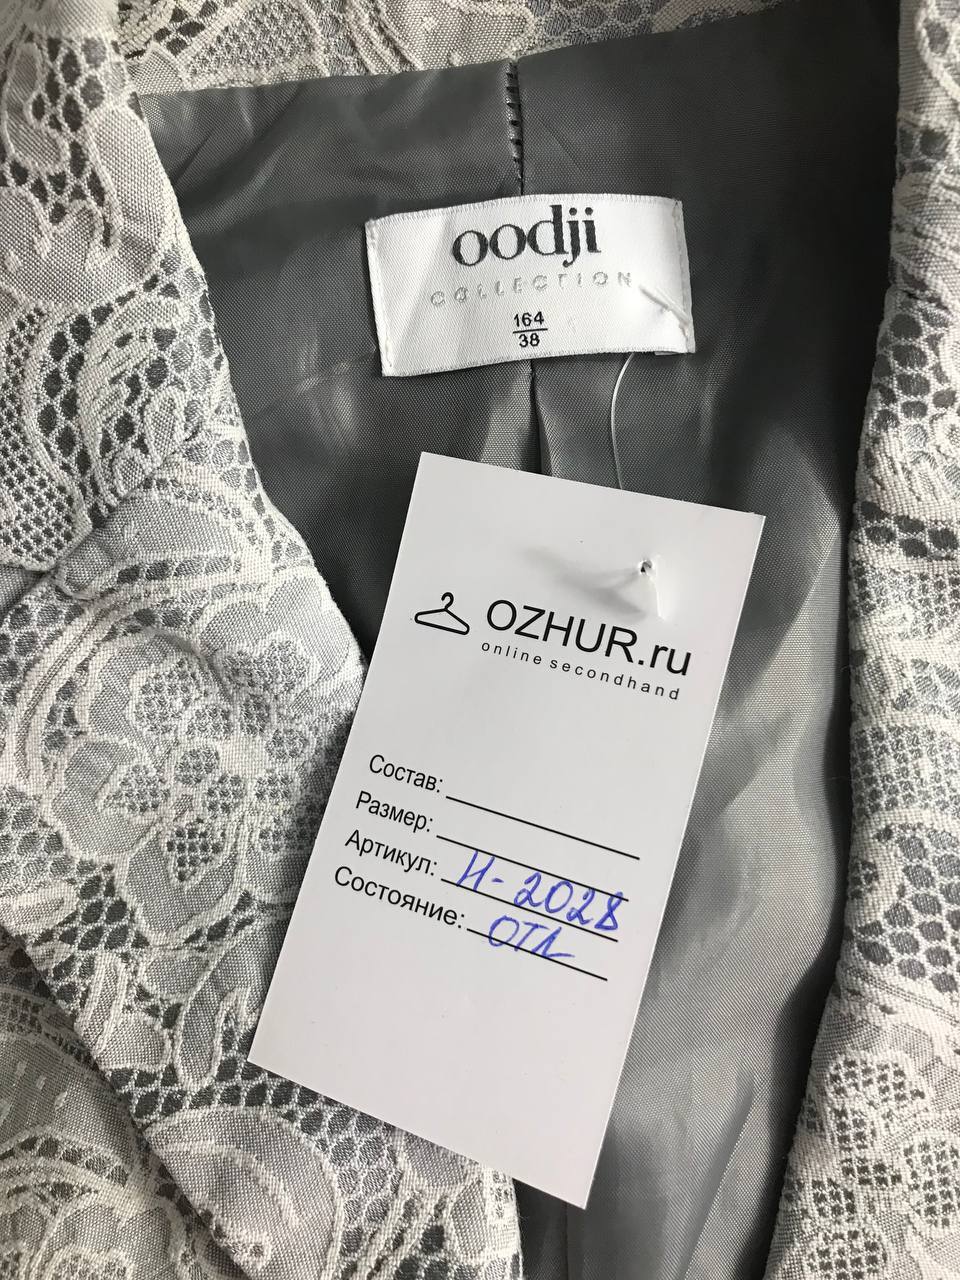 oodji
COLLECTION
164
38
OZHUR.ru
online secondhand
Состав:
Размер:
Артикул: Н-2028
Состояние: ОТЛ